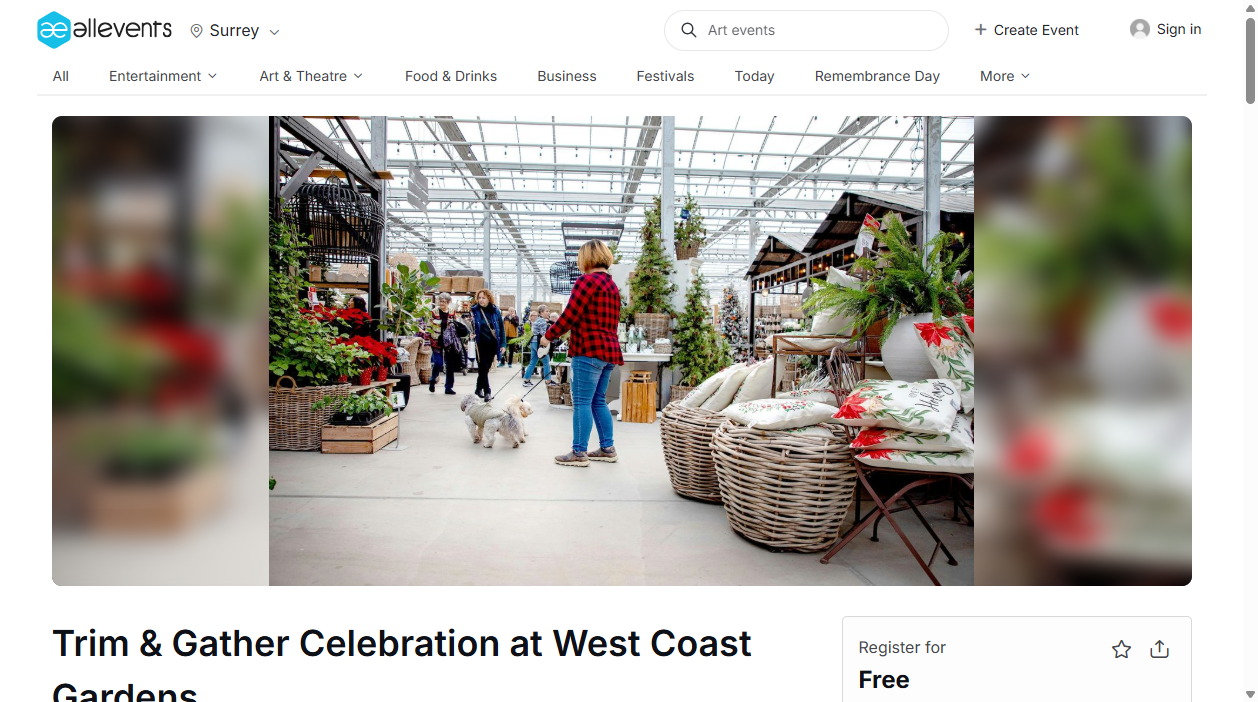 allevents
Surrey
Art events
Create Event
Sign in
All
Entertainment
Art & Theatre
Food & Drinks
Business
Festivals
Today
Remembrance Day
More
Trim & Gather Celebration at West Coast
Gardens
Register for
Free